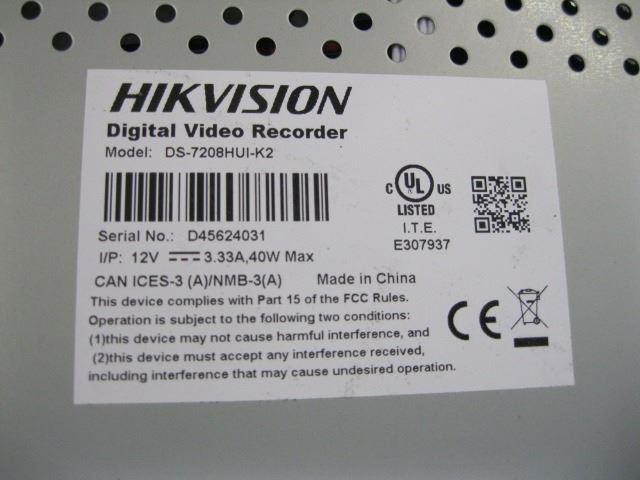 HIKVISION
Digital Video Recorder
Model: DS-7208HUI-K2
Serial No.: D45624031
I/P: 12V 3.33A,40W Max
C UL US
LISTED
I.T.E.
E307937
CAN ICES-3 (A)/NMB-3(A) Made in China
This device complies with Part 15 of the FCC Rules.
Operation is subject to the following two conditions:
(1)this device may not cause harmful interference, and
(2)this device must accept any interference received,
including interference that may cause undesired operation.
CE